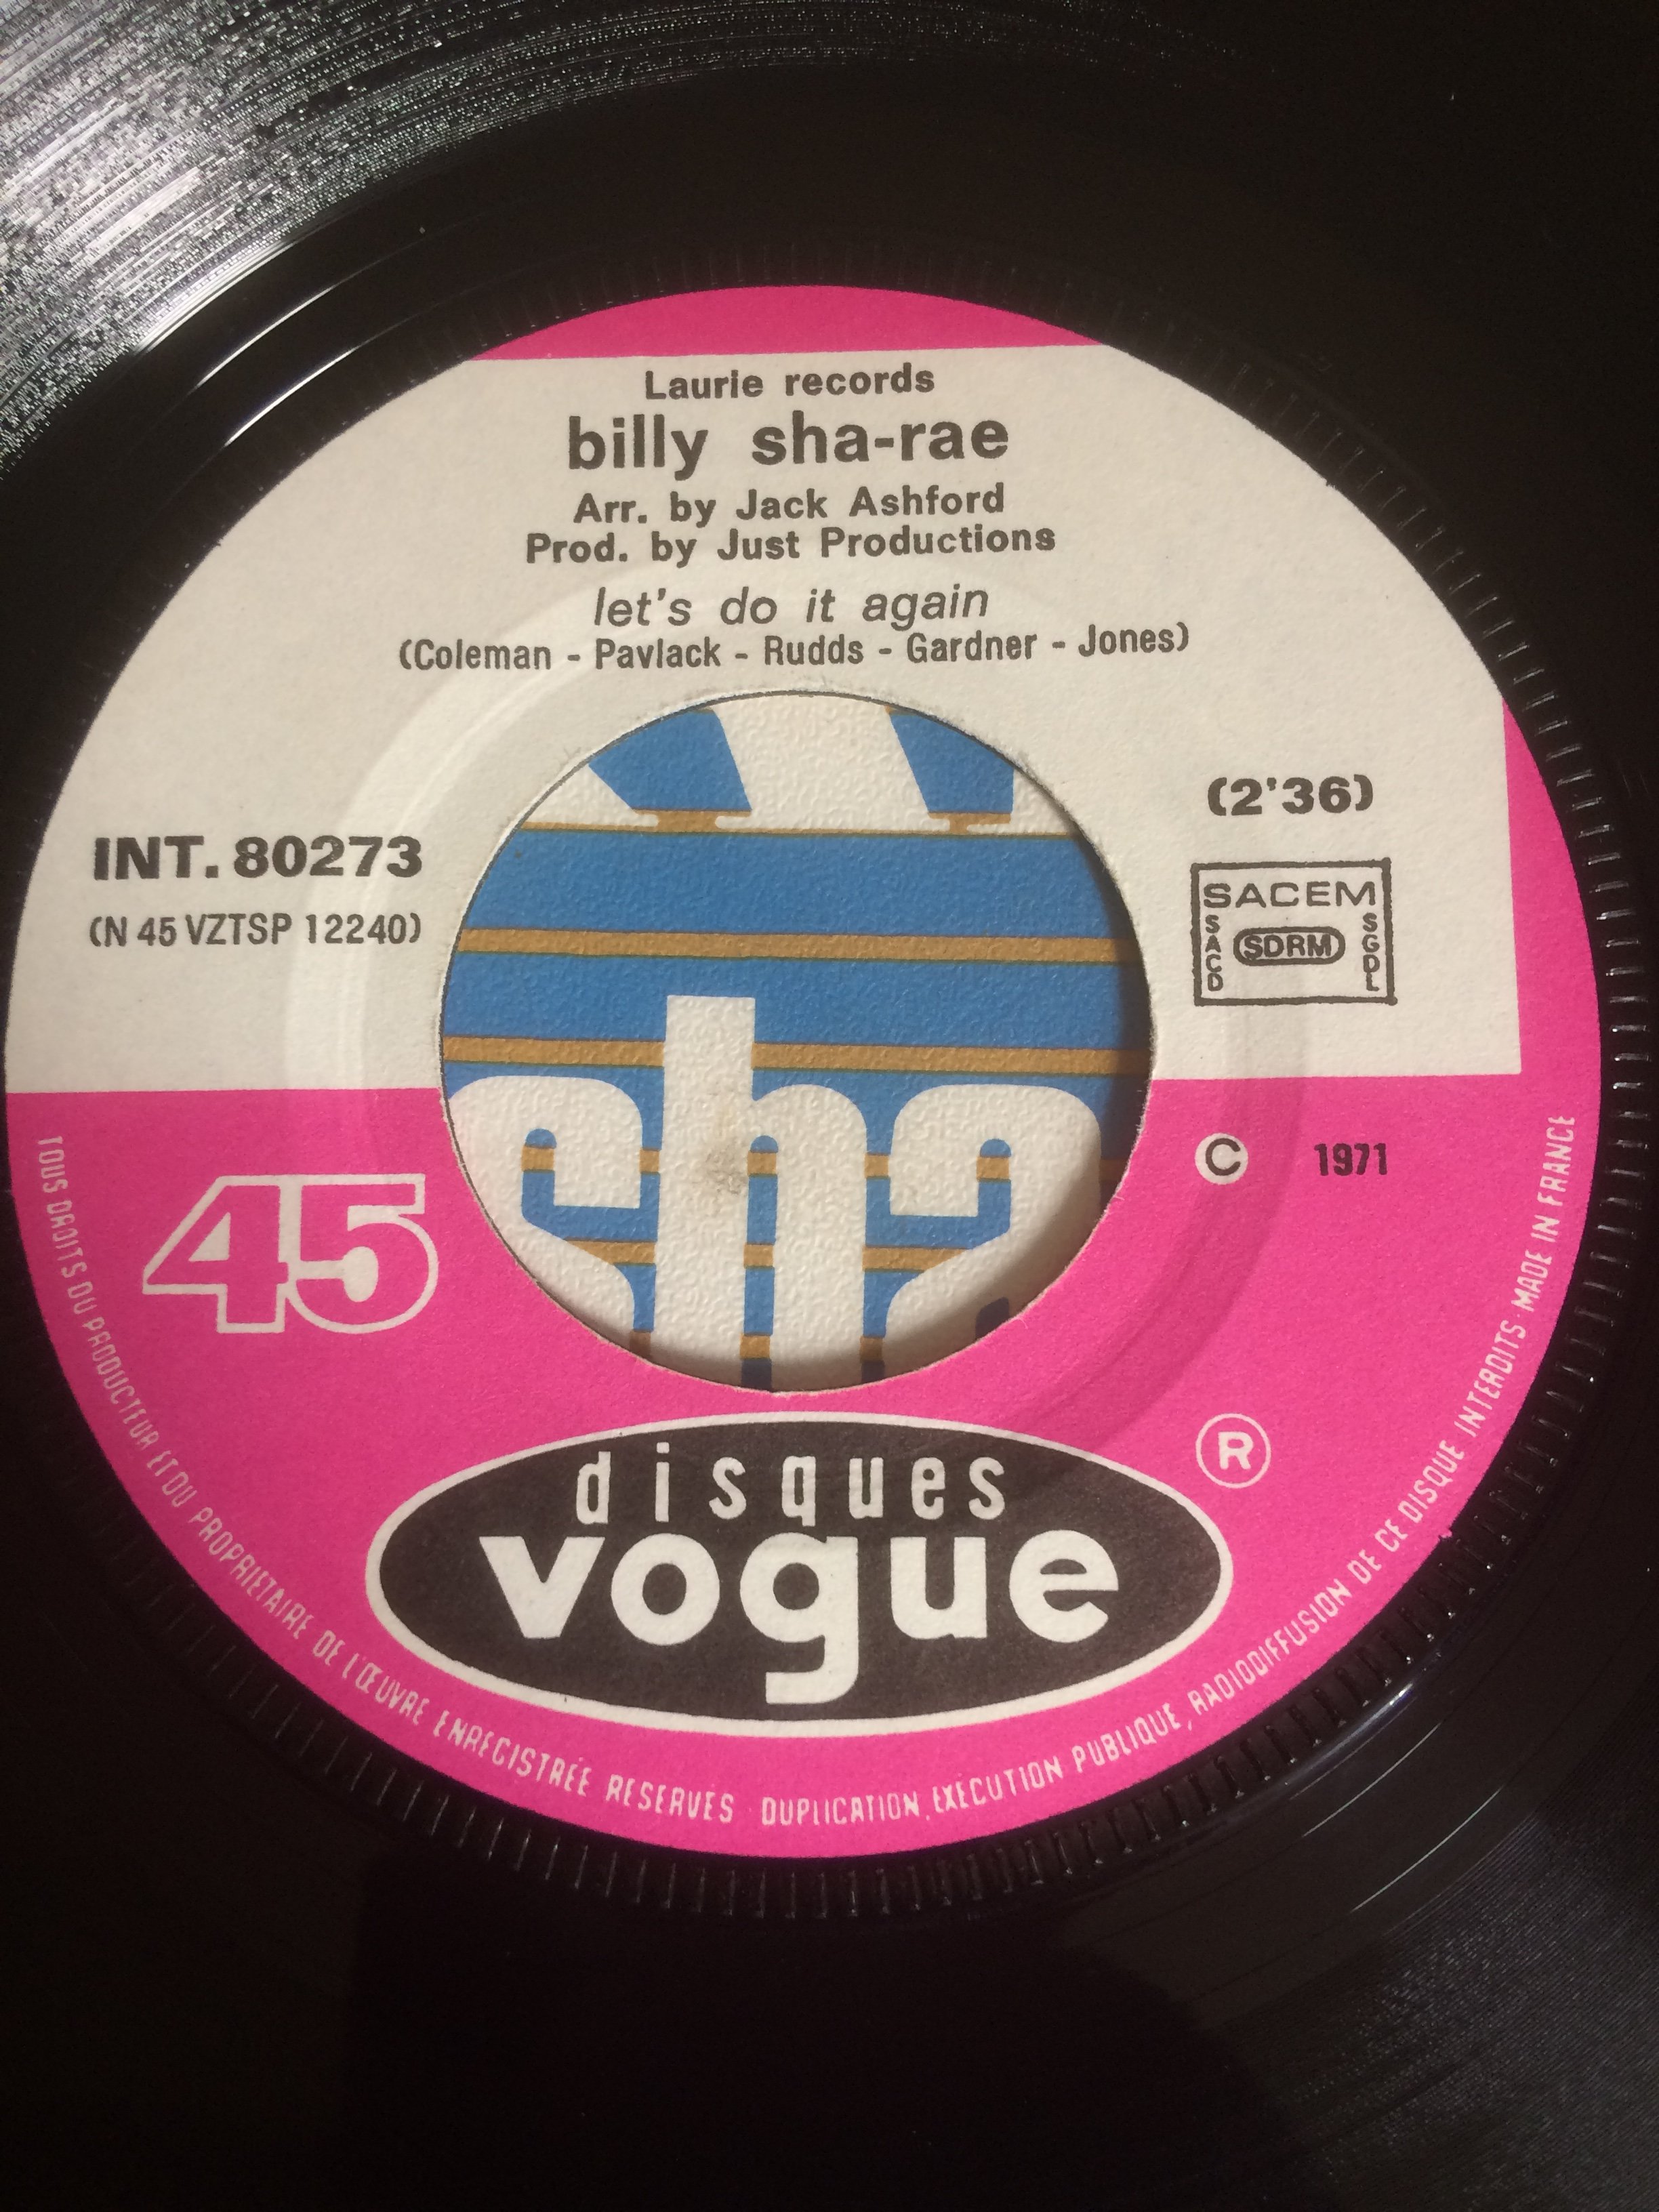 Laurie records
billy sha-rae
Arr. by Jack Ashford
Prod. by Just Productions
let's do it again
(Coleman - Pavlack - Rudds - Gardner - Jones)
(2'36)
INT. 80273
(N 45 VZTSP 12240)
SACEM
SACD
SDRM
SGDL
sha
© 1971
45
disques
vogue
®
TOUS DROITS DU PRODUCTEUR ET DU PROPRIETAIRE DE L'ŒUVRE ENREGISTRÉE RESERVES DUPLICATION, EXECUTION PUBLIQUE, RADIODIFFUSION DE CE DISQUE INTERDITS MADE IN FRANCE